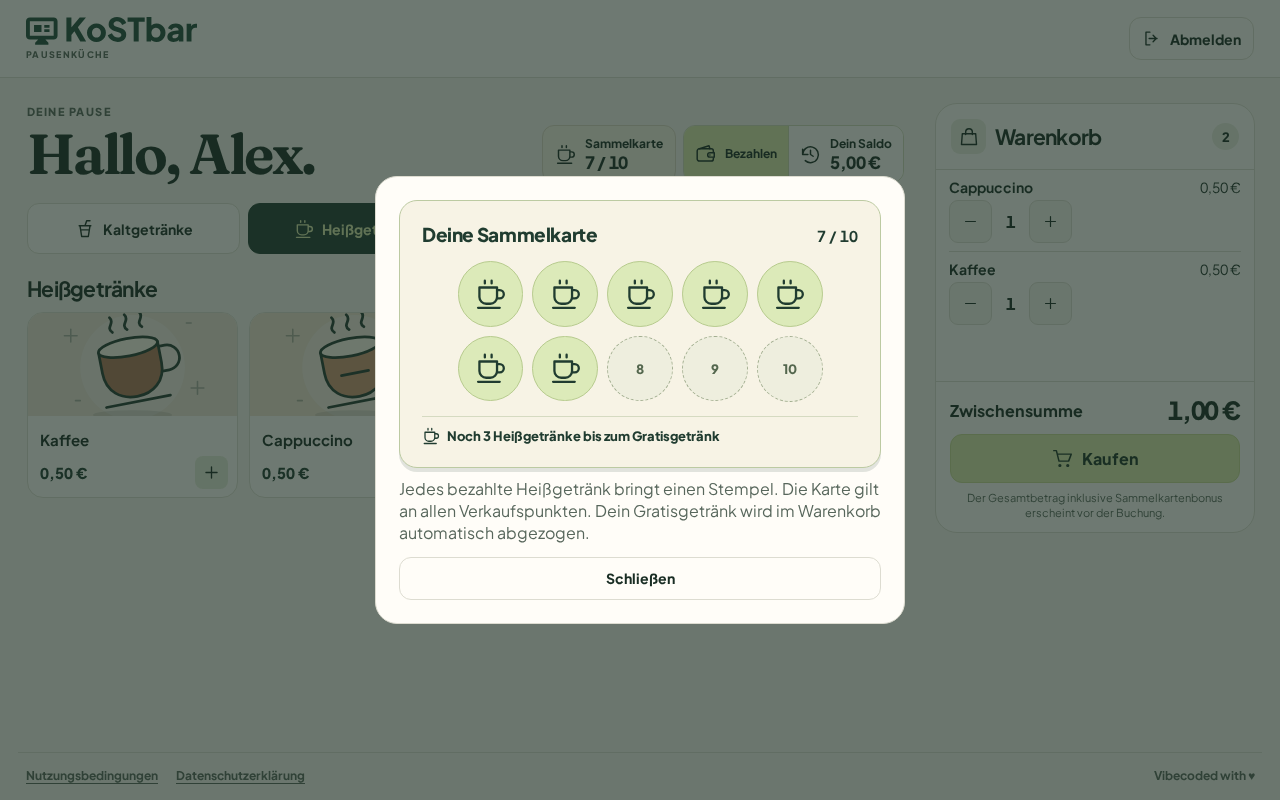 KoSTbar
PAUSENKÜCHE
Abmelden
DEINE PAUSE
Hallo, Alex.
Sammelkarte
7 / 10
Bezahlen
Dein Saldo
5,00 €
Kaltgetränke
Heißget
Heißgetränke
Kaffee
0,50 €
Cappuccino
0,50 €
Deine Sammelkarte
7 / 10
8
9
10
Noch 3 Heißgetränke bis zum Gratisgetränk
Jedes bezahlte Heißgetränk bringt einen Stempel. Die Karte gilt
an allen Verkaufspunkten. Dein Gratisgetränk wird im Warenkorb
automatisch abgezogen.
Schließen
Warenkorb
2
Cappuccino
0,50 €
1
Kaffee
0,50 €
1
Zwischensumme
1,00 €
Kaufen
Der Gesamtbetrag inklusive Sammelkartenbonus
erscheint vor der Buchung.
Nutzungsbedingungen
Datenschutzerklärung
Vibecoded with ♥